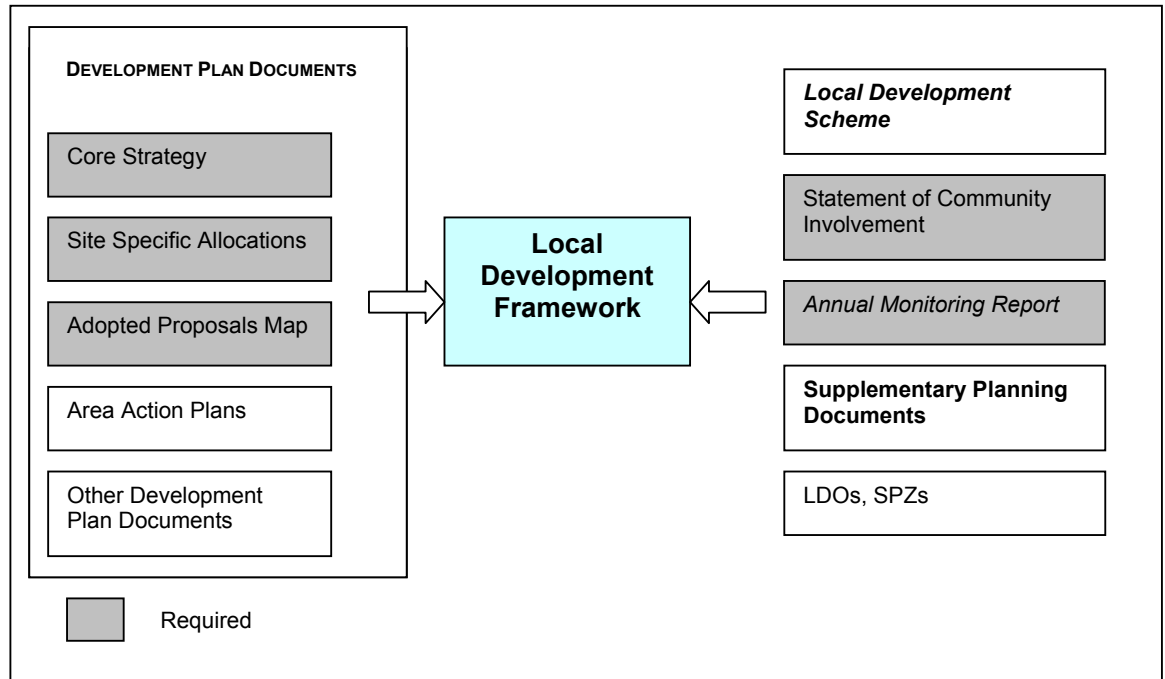 DEVELOPMENT PLAN DOCUMENTS
Core Strategy
Site Specific Allocations
Adopted Proposals Map
Area Action Plans
Other Development
Plan Documents
Required
Local
Development
Framework
Local Development
Scheme
Statement of Community
Involvement
Annual Monitoring Report
Supplementary Planning
Documents
LDOs, SPZs